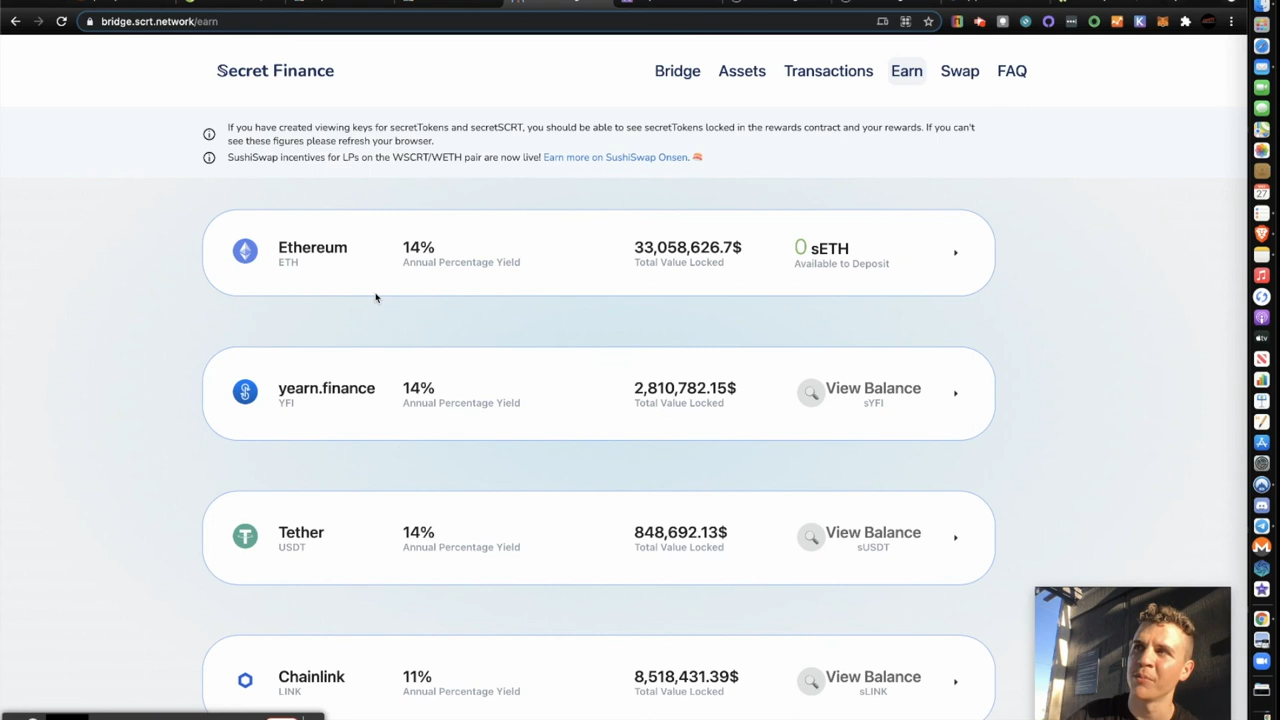 bridge.scrt.network/earn
Secret Finance
Bridge
Assets
Transactions
Earn
Swap
FAQ
If you have created viewing keys for secretTokens and secretSCRT, you should be able to see secretTokens locked in the rewards contract and your rewards. If you can't
see these figures please refresh your browser.
SushiSwap incentives for LPs on the WSCRT/WETH pair are now live! Earn more on SushiSwap Onsen.
Ethereum
ETH
14%
Annual Percentage Yield
33,058,626.7$
Total Value Locked
0 sETH
Available to Deposit
yearn.finance
YFI
14%
Annual Percentage Yield
2,810,782.15$
Total Value Locked
View Balance
sYFI
Tether
USDT
14%
Annual Percentage Yield
848,692.13$
Total Value Locked
View Balance
sUSDT
Chainlink
LINK
11%
Annual Percentage Yield
8,518,431.39$
Total Value Locked
View Balance
sLINK
27
tv